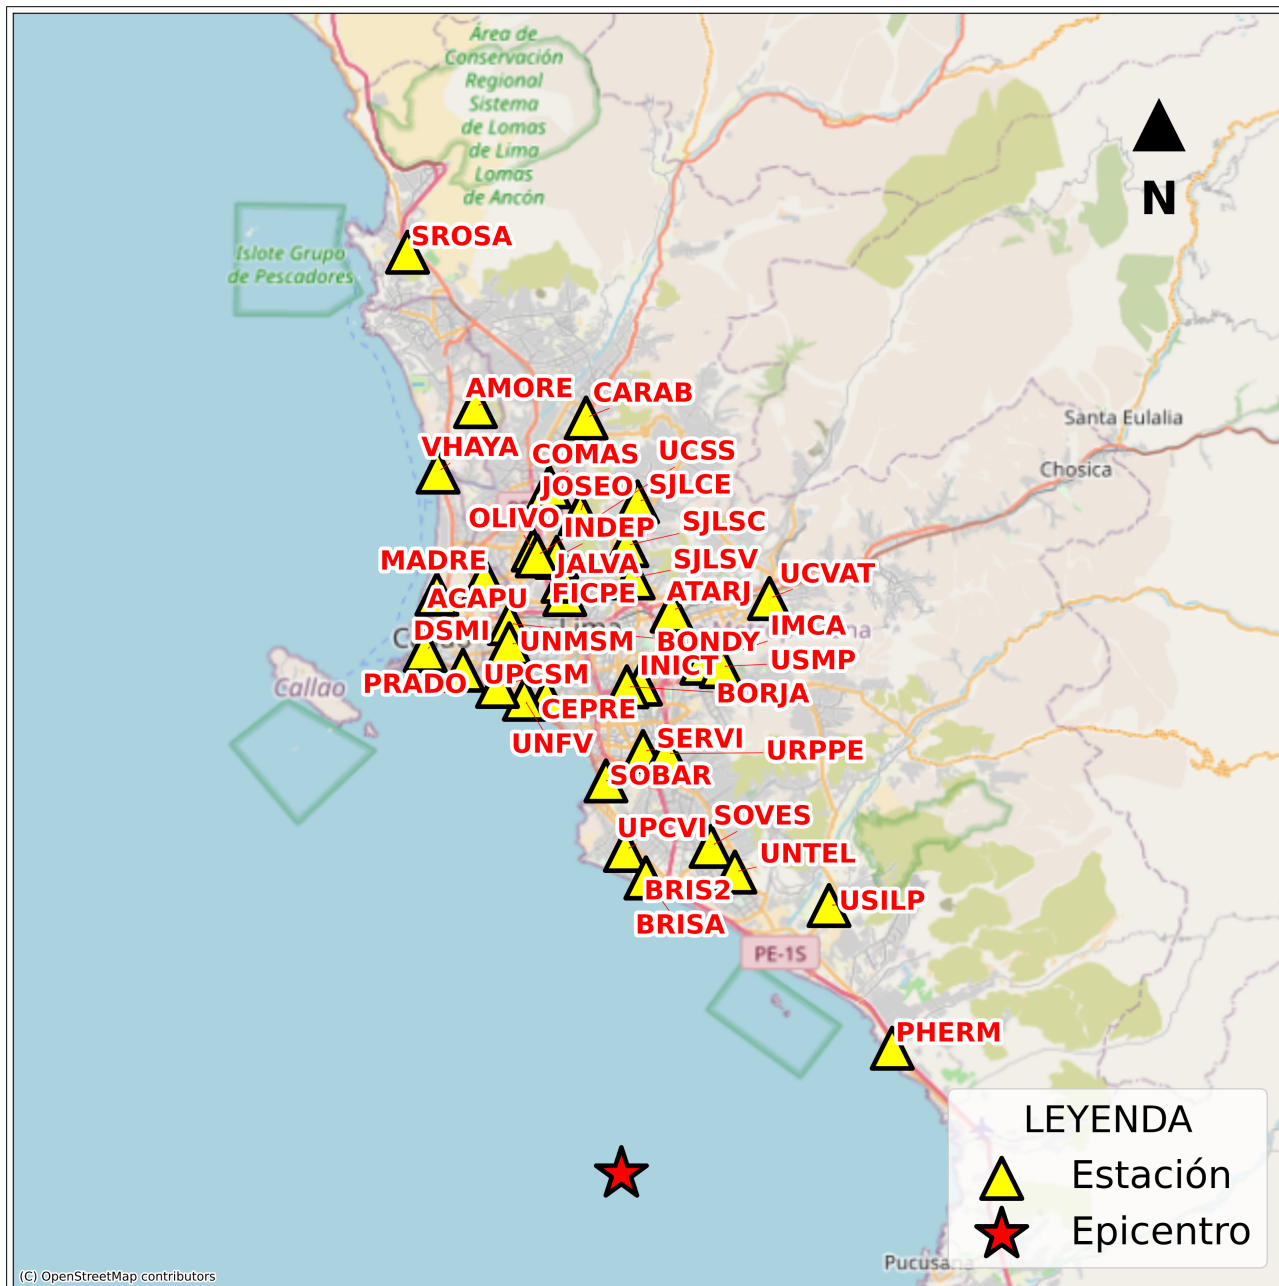 Área de
Conservación
Regional
Sistema
de Lomas
de Lima
Lomas
de Ancón
N
SROSA
Islote Grupo
de Pescadores
AMORE
CARAB
Santa Eulalia
VHAYA
COMAS
UCSS
Chosica
JOSEO
SJLCE
OLIVO
INDEP
SJLSC
MADRE
JALVA
SJLSV
UCVAT
ACAPU
FICPE
ATARJ
DSMI
UNMSM
BONDY
IMCA
INICT
USMP
Callao
PRADO
UPCSM
BORJA
CEPRE
UNFV
SERVI
URPPE
SOBAR
UPCVI
SOVES
UNTEL
BRIS2
USILP
BRISA
PE-1S
PHERM
LEYENDA
Estación
Epicentro
(C) OpenStreetMap contributors